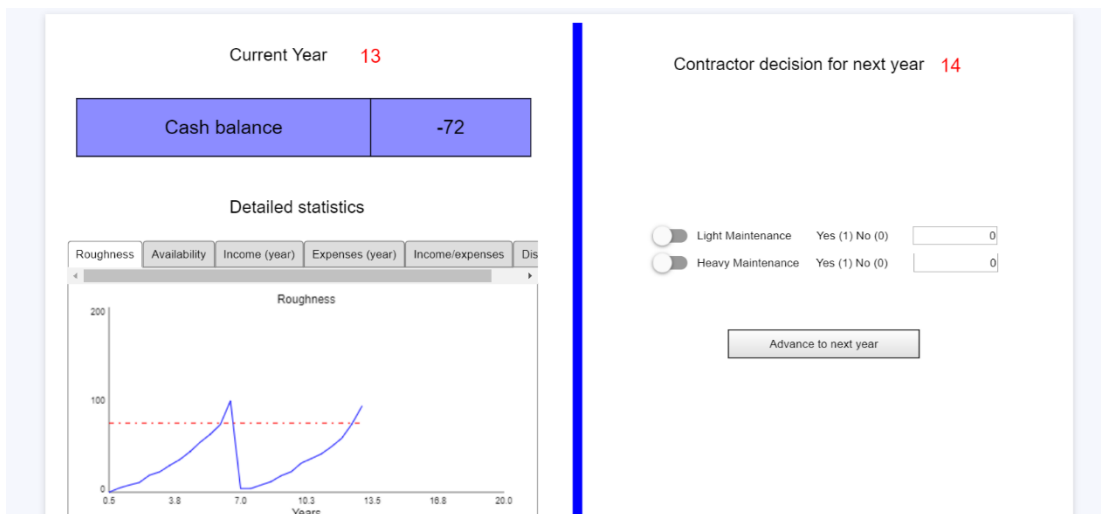 Current Year 13
Cash balance -72
Detailed statistics
Roughness Availability Income (year) Expenses (year) Income/expenses Dis
Roughness
200
100
0
0.5 3.8 7.0 10.3 13.5 16.8 20.0
Years
Contractor decision for next year 14
Light Maintenance Yes (1) No (0) 0
Heavy Maintenance Yes (1) No (0) 0
Advance to next year